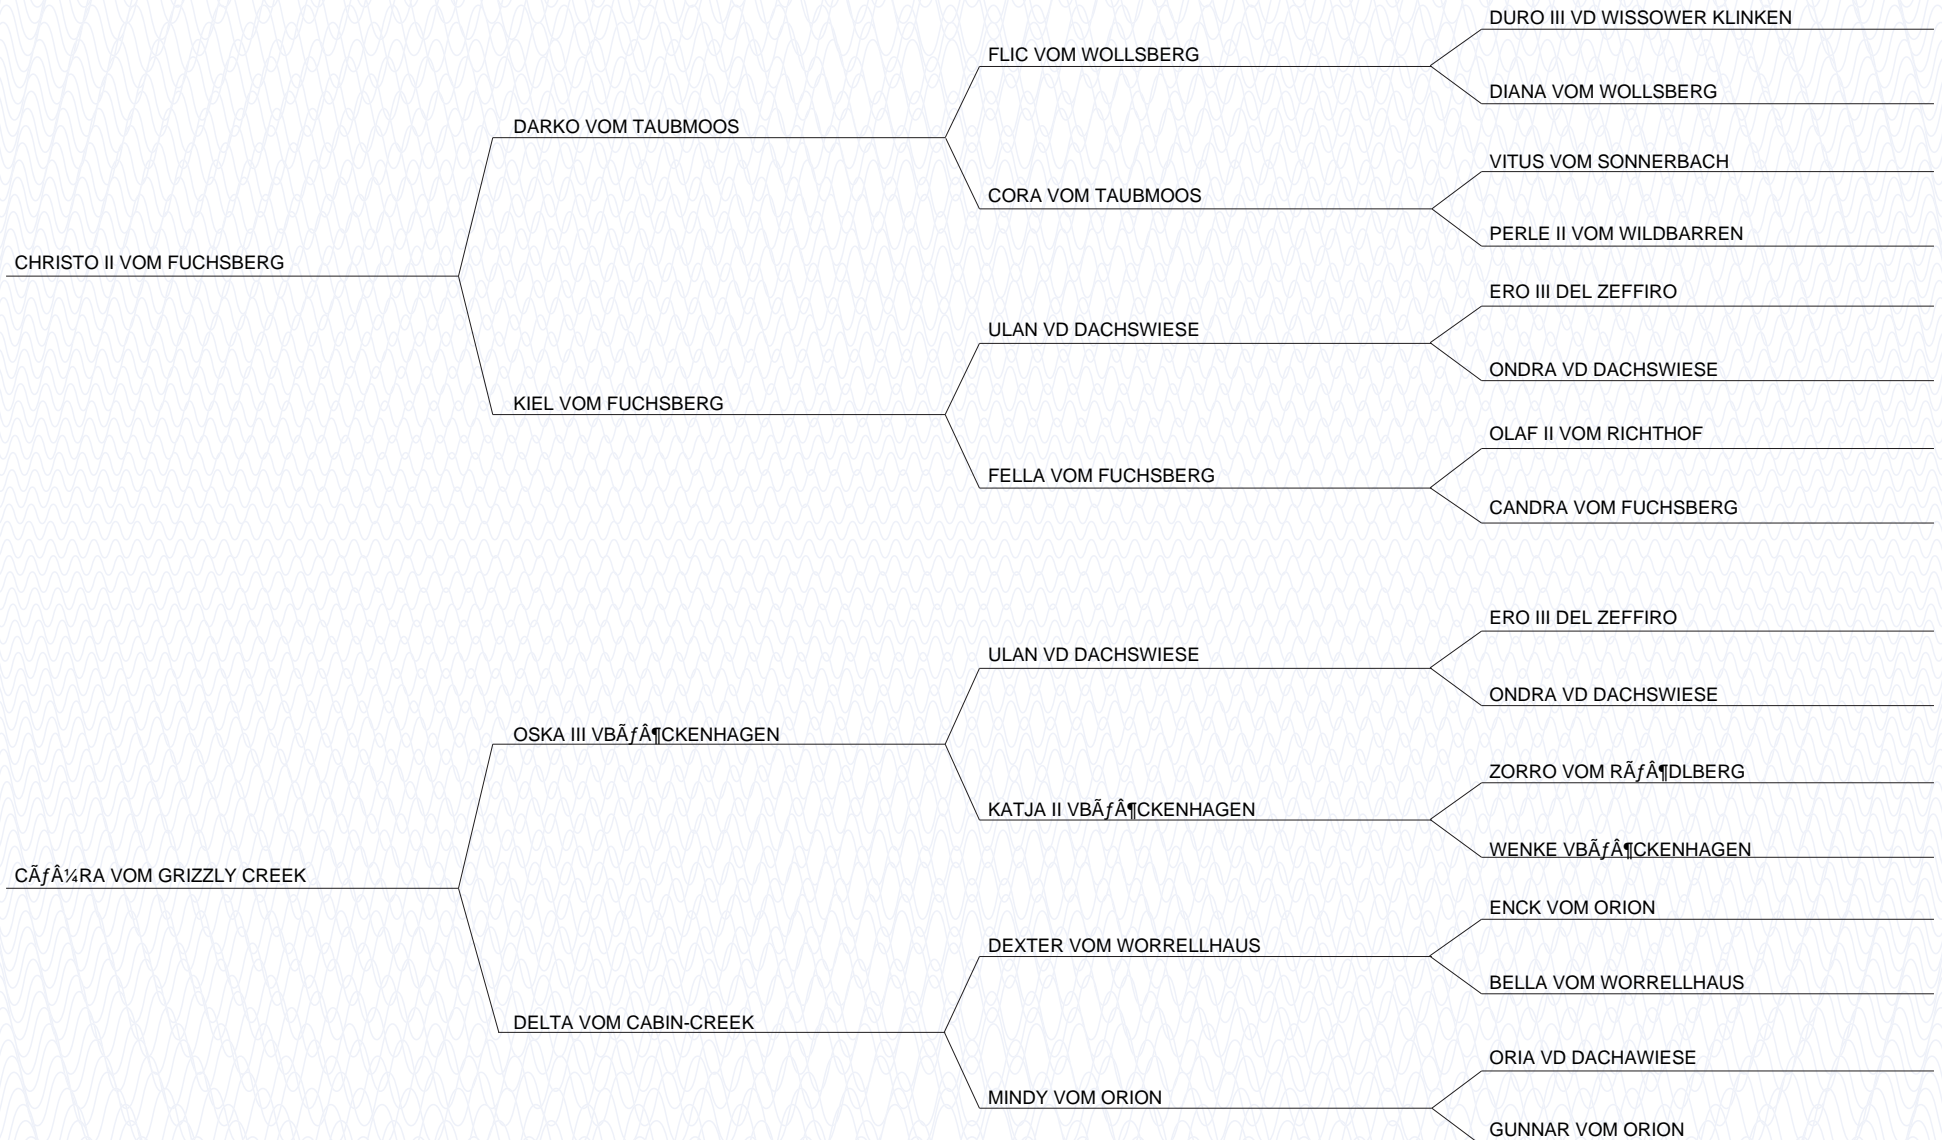 DURO III VD WISSOWER KLINKEN
FLIC VOM WOLLSBERG
DIANA VOM WOLLSBERG
DARKO VOM TAUBMOOS
VITUS VOM SONNERBACH
CORA VOM TAUBMOOS
PERLE II VOM WILDBARREN
CHRISTO II VOM FUCHSBERG
ERO III DEL ZEFFIRO
ULAN VD DACHSWIESE
ONDRA VD DACHSWIESE
KIEL VOM FUCHSBERG
OLAF II VOM RICHTHOF
FELLA VOM FUCHSBERG
CANDRA VOM FUCHSBERG
ERO III DEL ZEFFIRO
ULAN VD DACHSWIESE
ONDRA VD DACHSWIESE
OSKA III VBÃƒÂ¶CKENHAGEN
ZORRO VOM RÃƒÂ¶DLBERG
KATJA II VBÃƒÂ¶CKENHAGEN
WENKE VBÃƒÂ¶CKENHAGEN
CÃƒÂ¼RA VOM GRIZZLY CREEK
ENCK VOM ORION
DEXTER VOM WORRELLHAUS
BELLA VOM WORRELLHAUS
DELTA VOM CABIN-CREEK
ORIA VD DACHAWIESE
MINDY VOM ORION
GUNNAR VOM ORION